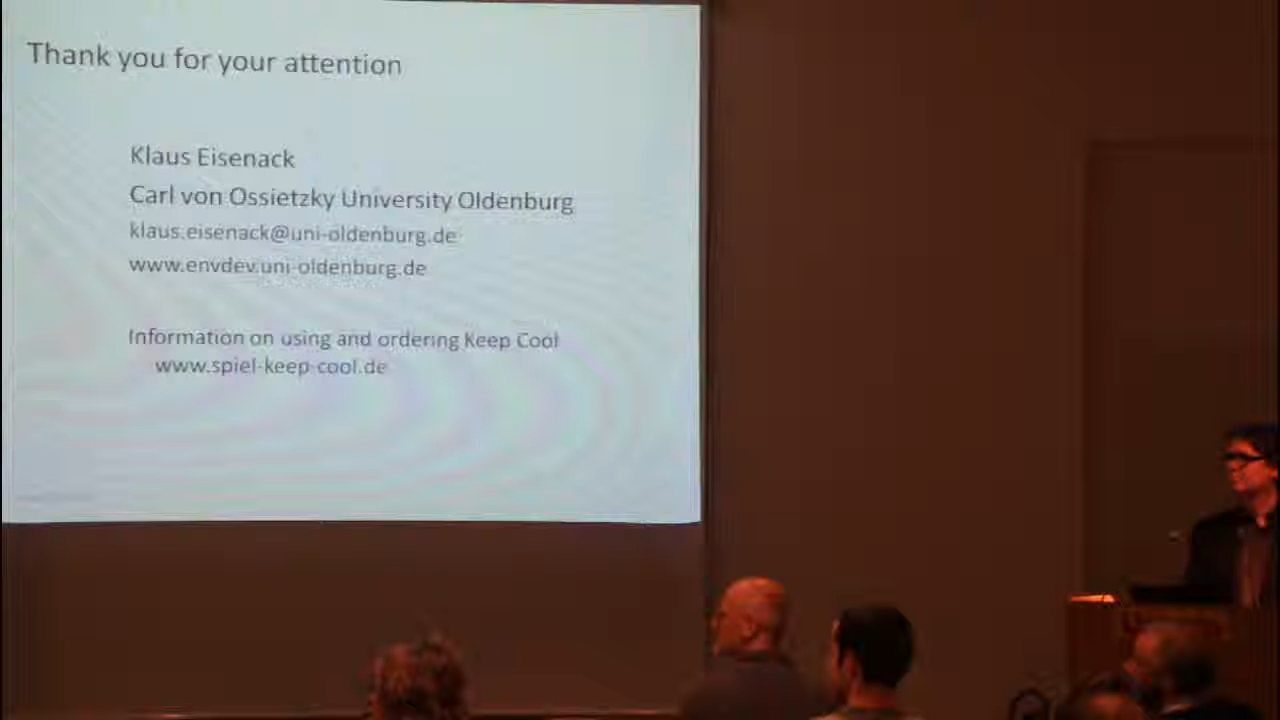 Thank you for your attention
Klaus Eisenack
Carl von Ossietzky University Oldenburg
klaus.eisenack@uni-oldenburg.de
www.envdev.uni-oldenburg.de
Information on using and ordering Keep Cool
www.spiel-keep-cool.de